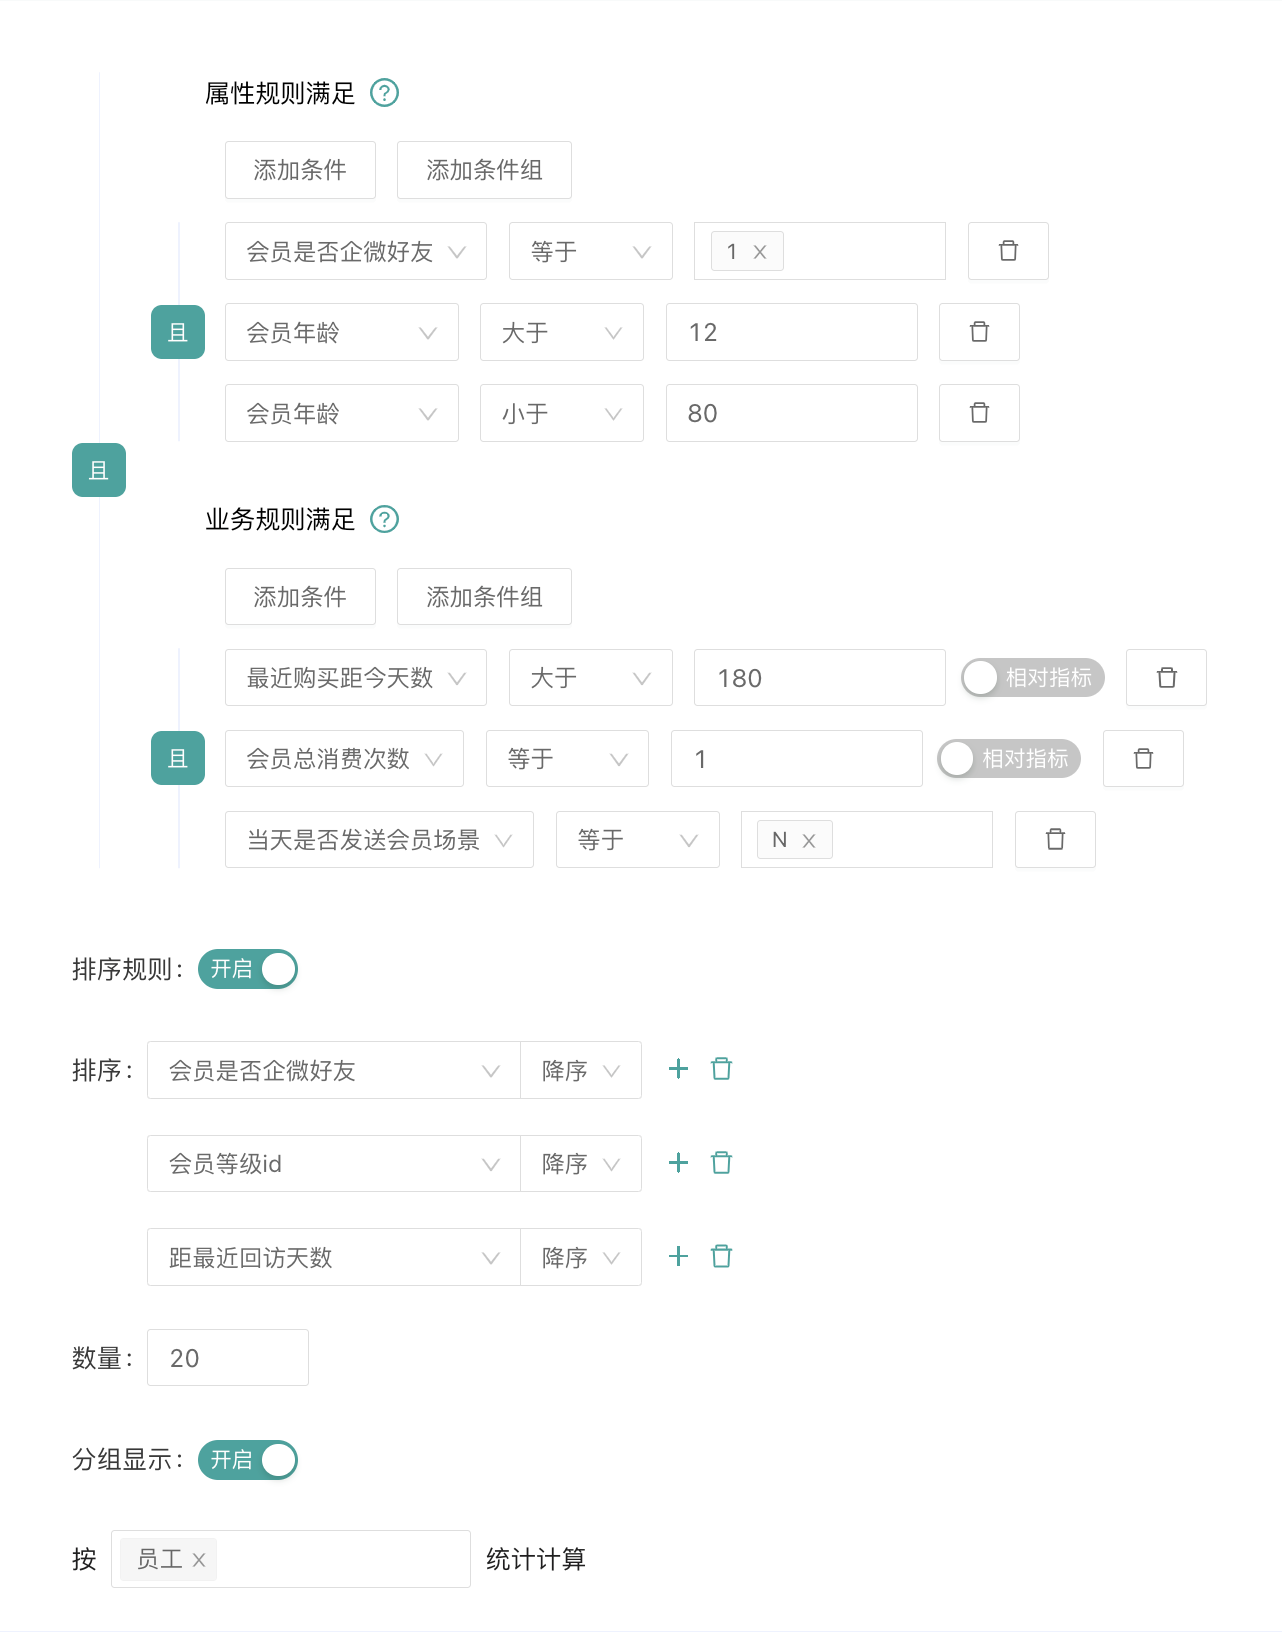 属性规则满足 ?
添加条件 添加条件组
会员是否企微好友 等于 1 x
且 会员年龄 大于 12
会员年龄 小于 80
且
业务规则满足 ?
添加条件 添加条件组
最近购买距今天数 大于 180 相对指标
且 会员总消费次数 等于 1 相对指标
当天是否发送会员场景 等于 N x
排序规则: 开启
排序: 会员是否企微好友 降序 +
会员等级id 降序 +
距最近回访天数 降序 +
数量: 20
分组显示: 开启
按 员工 x 统计计算